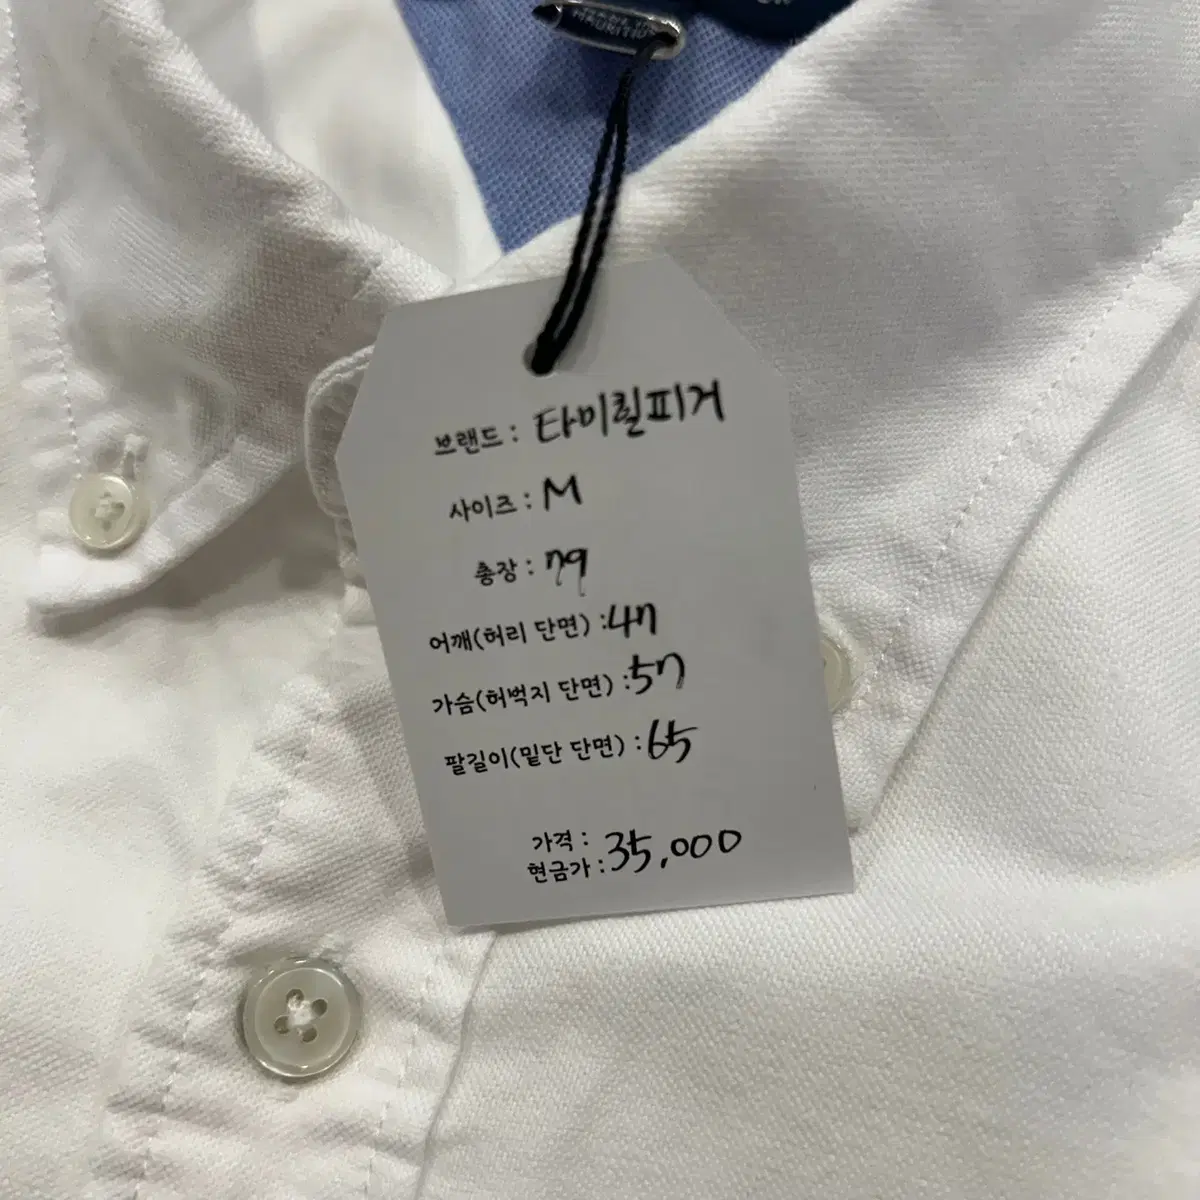 MAURITIUS
브랜드 : 타미힐피거
사이즈 : M
총장 : 79
어깨(허리 단면) : 47
가슴(허벅지 단면) : 57
팔길이(밑단 단면) : 65
가격 :
현금가 : 35,000